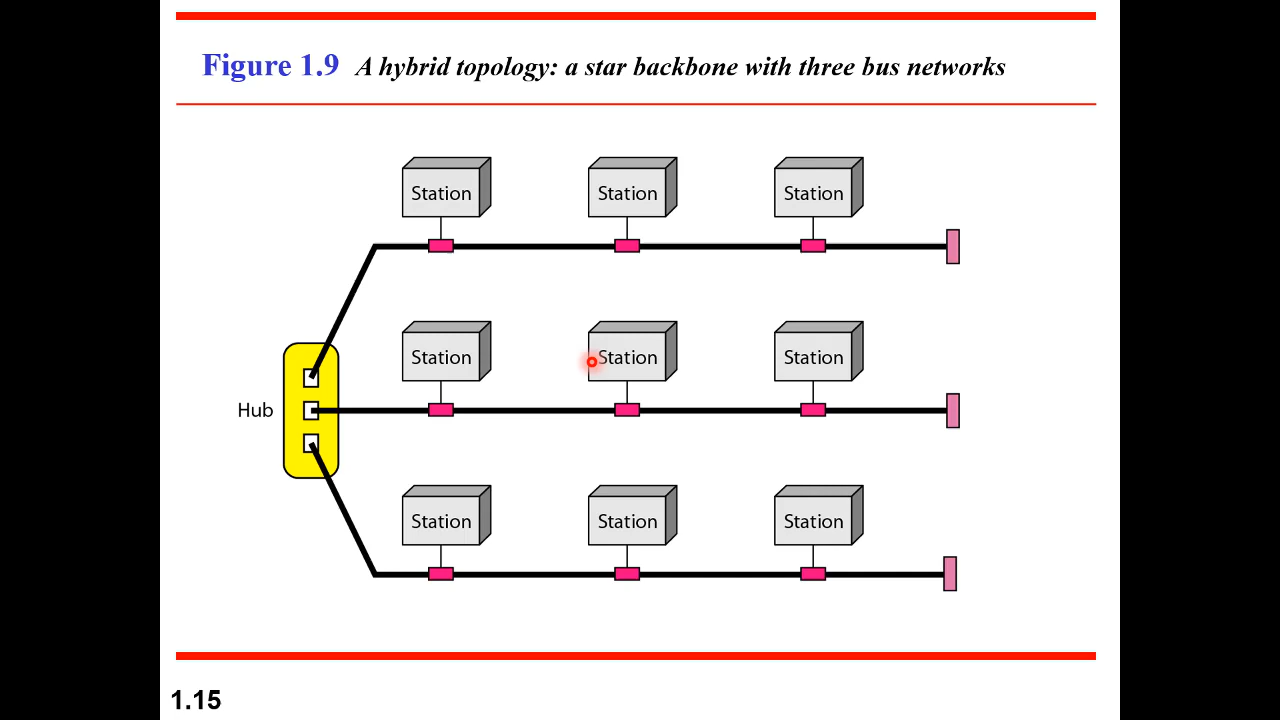 Figure 1.9 A hybrid topology: a star backbone with three bus networks
Station Station Station
Station Station Station
Hub
Station Station Station
1.15